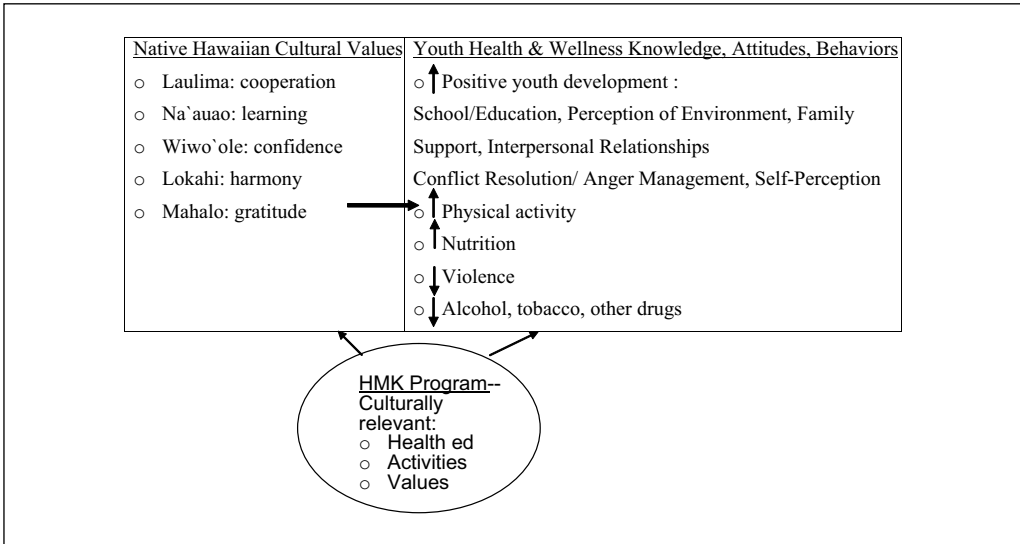 Native Hawaiian Cultural Values
○ Laulima: cooperation
○ Na`auao: learning
○ Wiwo`ole: confidence
○ Lokahi: harmony
○ Mahalo: gratitude
Youth Health & Wellness Knowledge, Attitudes, Behaviors
○ ↑ Positive youth development :
School/Education, Perception of Environment, Family
Support, Interpersonal Relationships
Conflict Resolution/ Anger Management, Self-Perception
○ ↑ Physical activity
○ ↑ Nutrition
○ ↓ Violence
○ ↓ Alcohol, tobacco, other drugs
HMK Program--
Culturally
relevant:
○ Health ed
○ Activities
○ Values